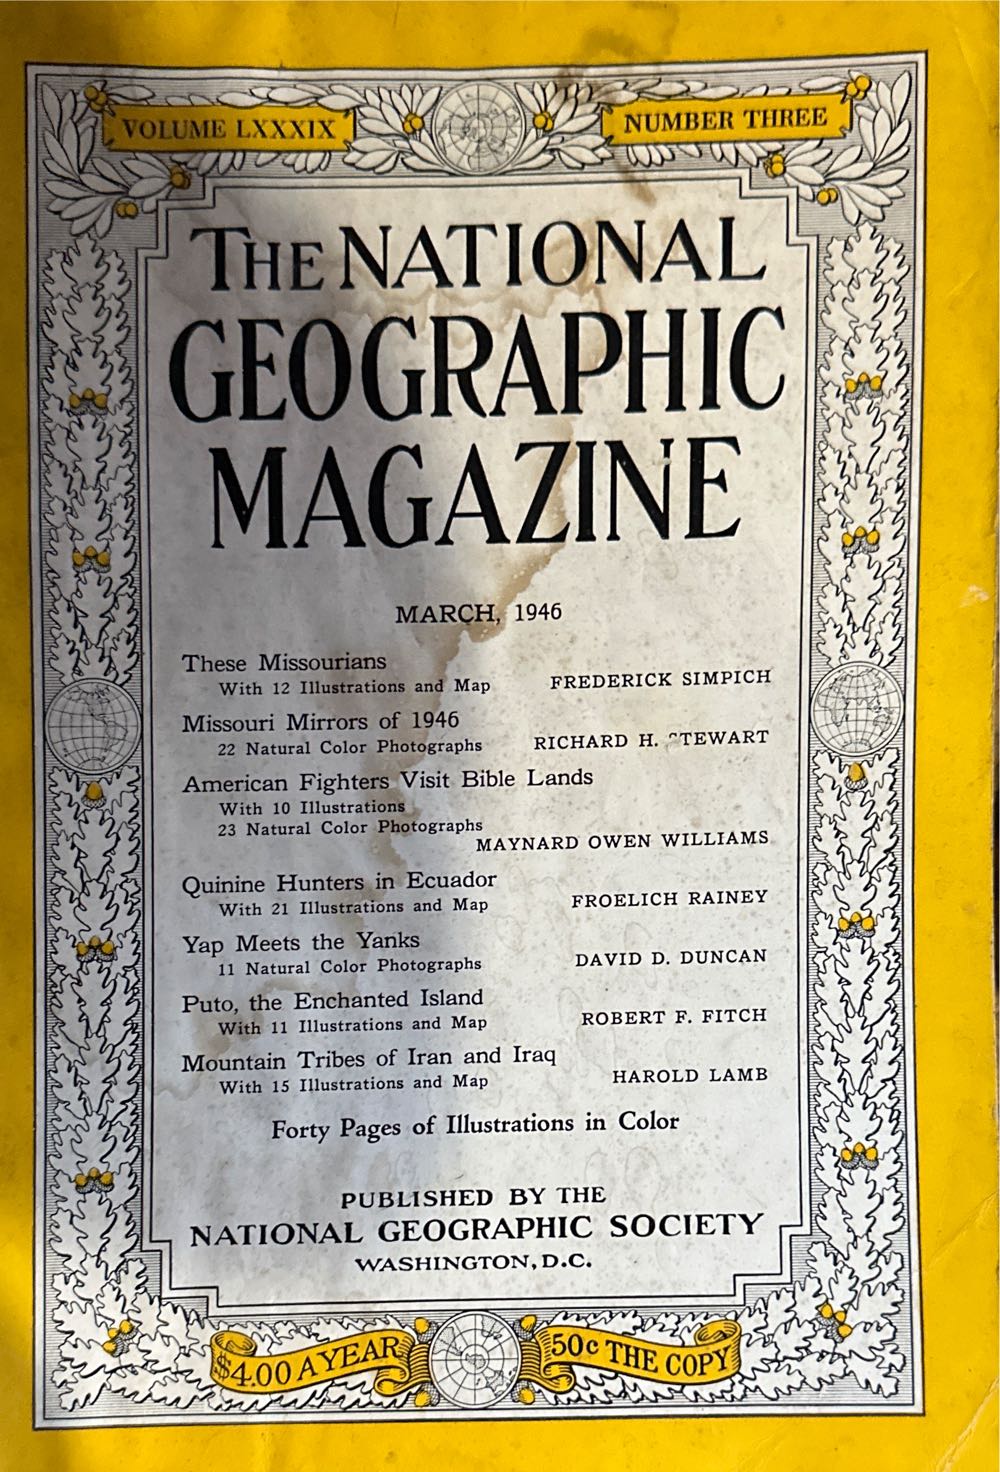 VOLUME LXXXIX
NUMBER THREE
THE NATIONAL
GEOGRAPHIC
MAGAZINE
MARCH, 1946
These Missourians
With 12 Illustrations and Map FREDERICK SIMPICH
Missouri Mirrors of 1946
22 Natural Color Photographs RICHARD H. STEWART
American Fighters Visit Bible Lands
With 10 Illustrations
23 Natural Color Photographs
MAYNARD OWEN WILLIAMS
Quinine Hunters in Ecuador
With 21 Illustrations and Map FROELICH RAINEY
Yap Meets the Yanks
11 Natural Color Photographs DAVID D. DUNCAN
Puto, the Enchanted Island
With 11 Illustrations and Map ROBERT F. FITCH
Mountain Tribes of Iran and Iraq
With 15 Illustrations and Map HAROLD LAMB
Forty Pages of Illustrations in Color
PUBLISHED BY THE
NATIONAL GEOGRAPHIC SOCIETY
WASHINGTON, D.C.
$4.00 A YEAR
50c THE COPY